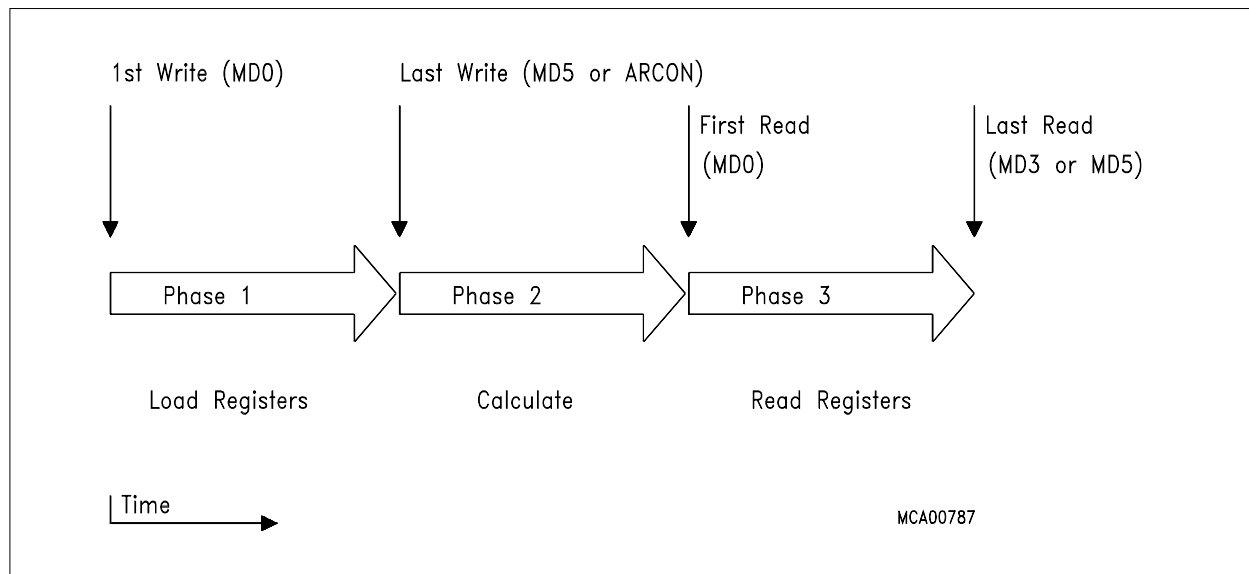 1st Write (MD0)
Last Write (MD5 or ARCON)
First Read
(MD0)
Last Read
(MD3 or MD5)
Phase 1
Phase 2
Phase 3
Load Registers
Calculate
Read Registers
Time
MCA00787